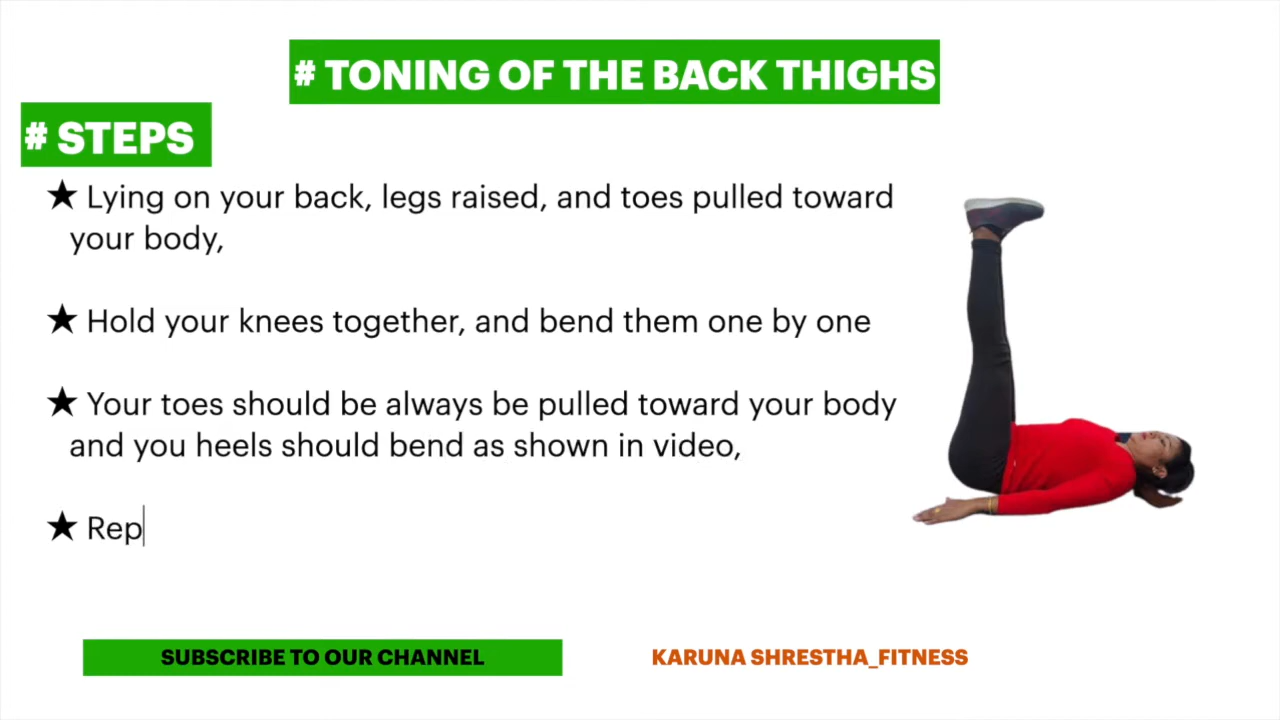 # TONING OF THE BACK THIGHS
# STEPS
★ Lying on your back, legs raised, and toes pulled toward
your body,
★ Hold your knees together, and bend them one by one
★ Your toes should be always be pulled toward your body
and you heels should bend as shown in video,
★ Rep
SUBSCRIBE TO OUR CHANNEL
KARUNA SHRESTHA_FITNESS